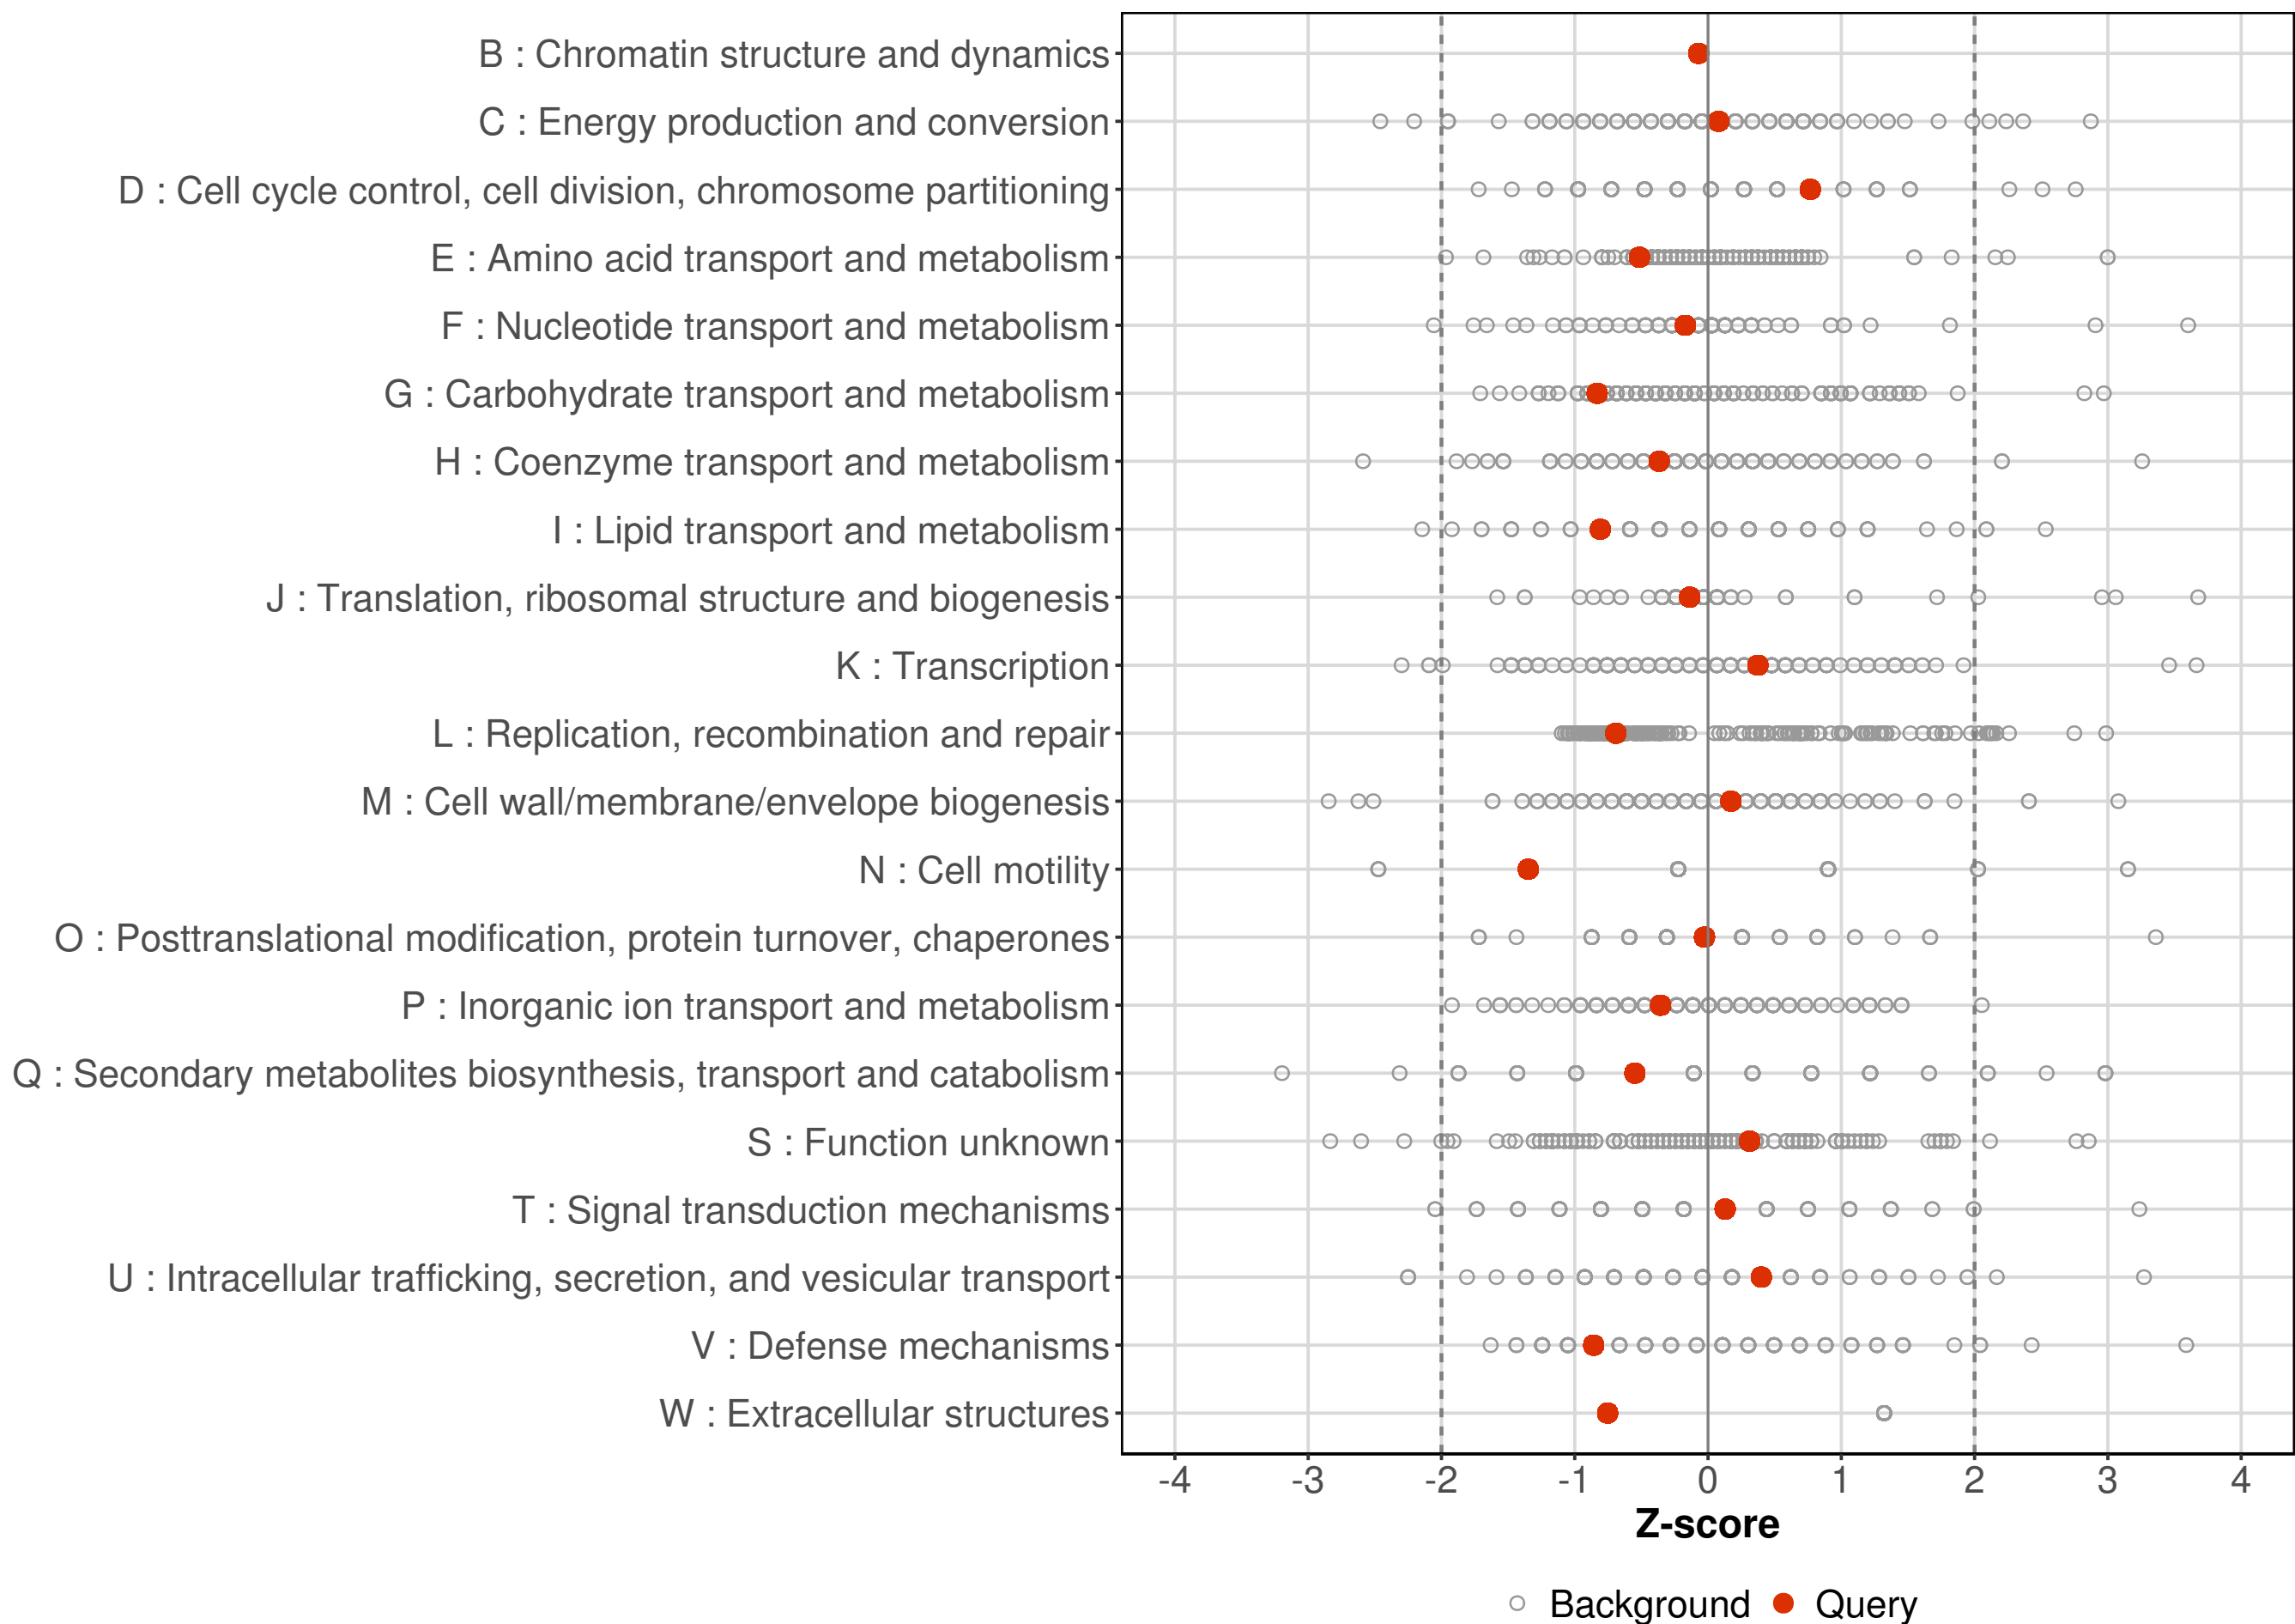 B : Chromatin structure and dynamics
C : Energy production and conversion
D : Cell cycle control, cell division, chromosome partitioning
E : Amino acid transport and metabolism
F : Nucleotide transport and metabolism
G : Carbohydrate transport and metabolism
H : Coenzyme transport and metabolism
I : Lipid transport and metabolism
J : Translation, ribosomal structure and biogenesis
K : Transcription
L : Replication, recombination and repair
M : Cell wall/membrane/envelope biogenesis
N : Cell motility
O : Posttranslational modification, protein turnover, chaperones
P : Inorganic ion transport and metabolism
Q : Secondary metabolites biosynthesis, transport and catabolism
S : Function unknown
T : Signal transduction mechanisms
U : Intracellular trafficking, secretion, and vesicular transport
V : Defense mechanisms
W : Extracellular structures
-4 -3 -2 -1 0 1 2 3 4
Z-score
Background Query